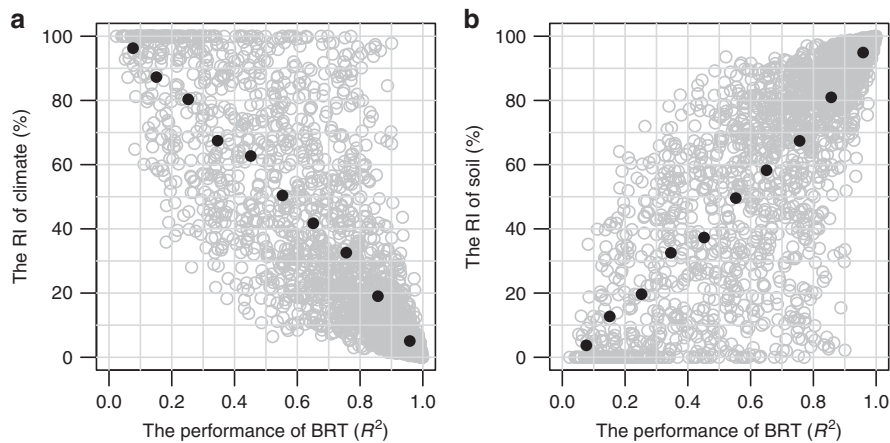 a
100
80
60
40
20
0
The RI of climate (%)
0.0 0.2 0.4 0.6 0.8 1.0
The performance of BRT (R²)
b
100
80
60
40
20
0
The RI of soil (%)
0.0 0.2 0.4 0.6 0.8 1.0
The performance of BRT (R²)